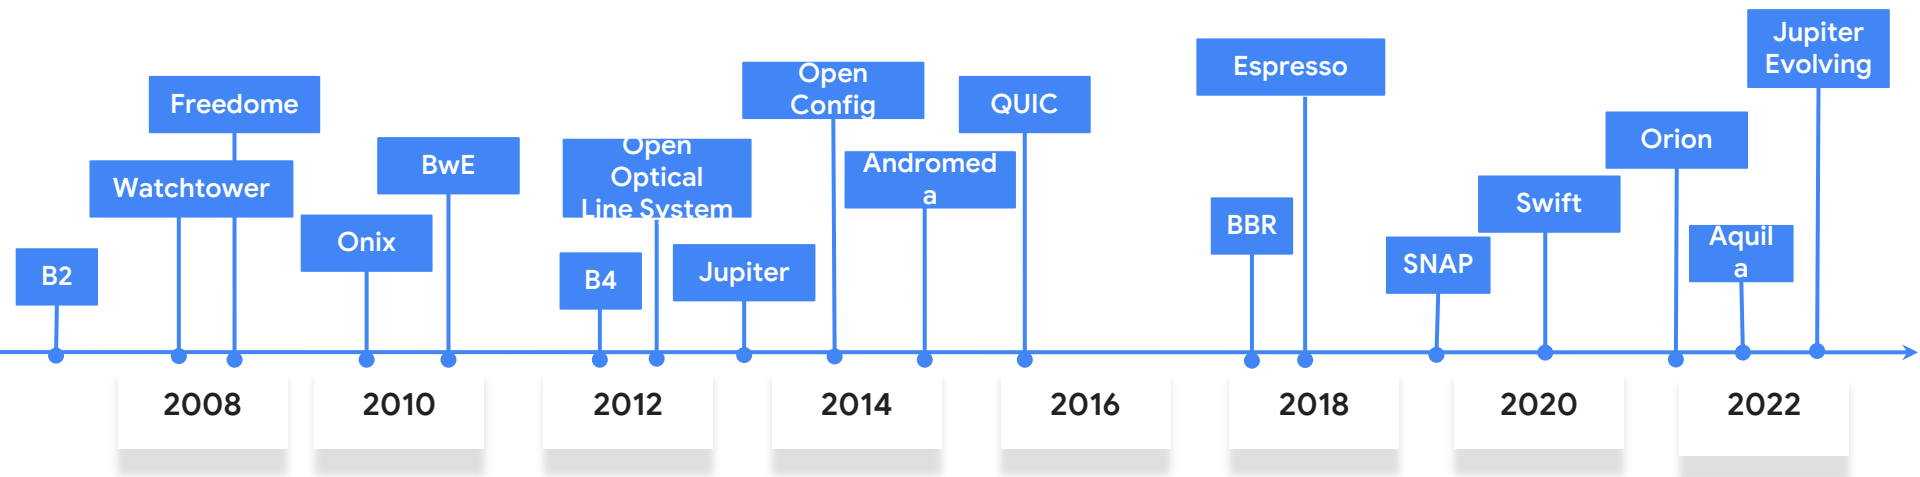 B2
Watchtower
Freedome
Onix
BwE
B4
Open
Optical
Line System
Jupiter
Open
Config
Andromed
a
QUIC
BBR
Espresso
SNAP
Swift
Orion
Aquil
a
Jupiter
Evolving
2008
2010
2012
2014
2016
2018
2020
2022